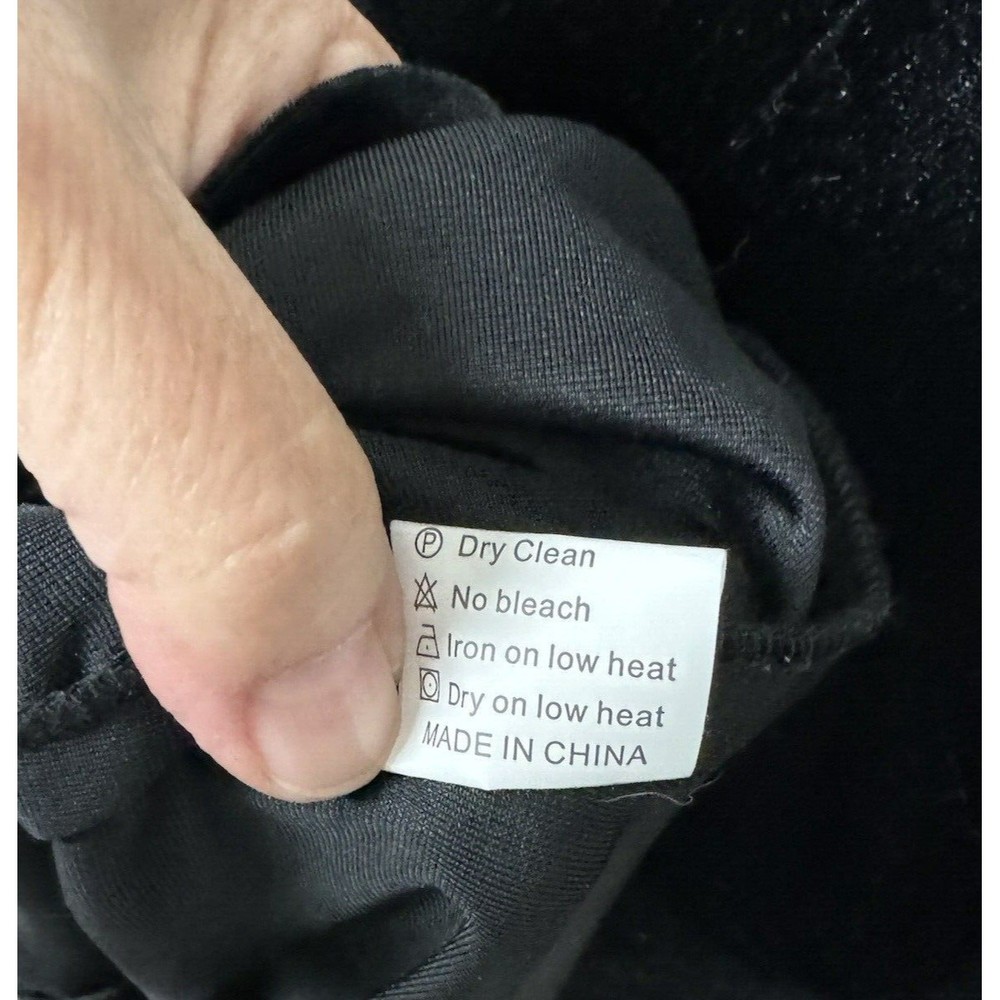 Ⓟ Dry Clean
No bleach
Iron on low heat
Dry on low heat
MADE IN CHINA